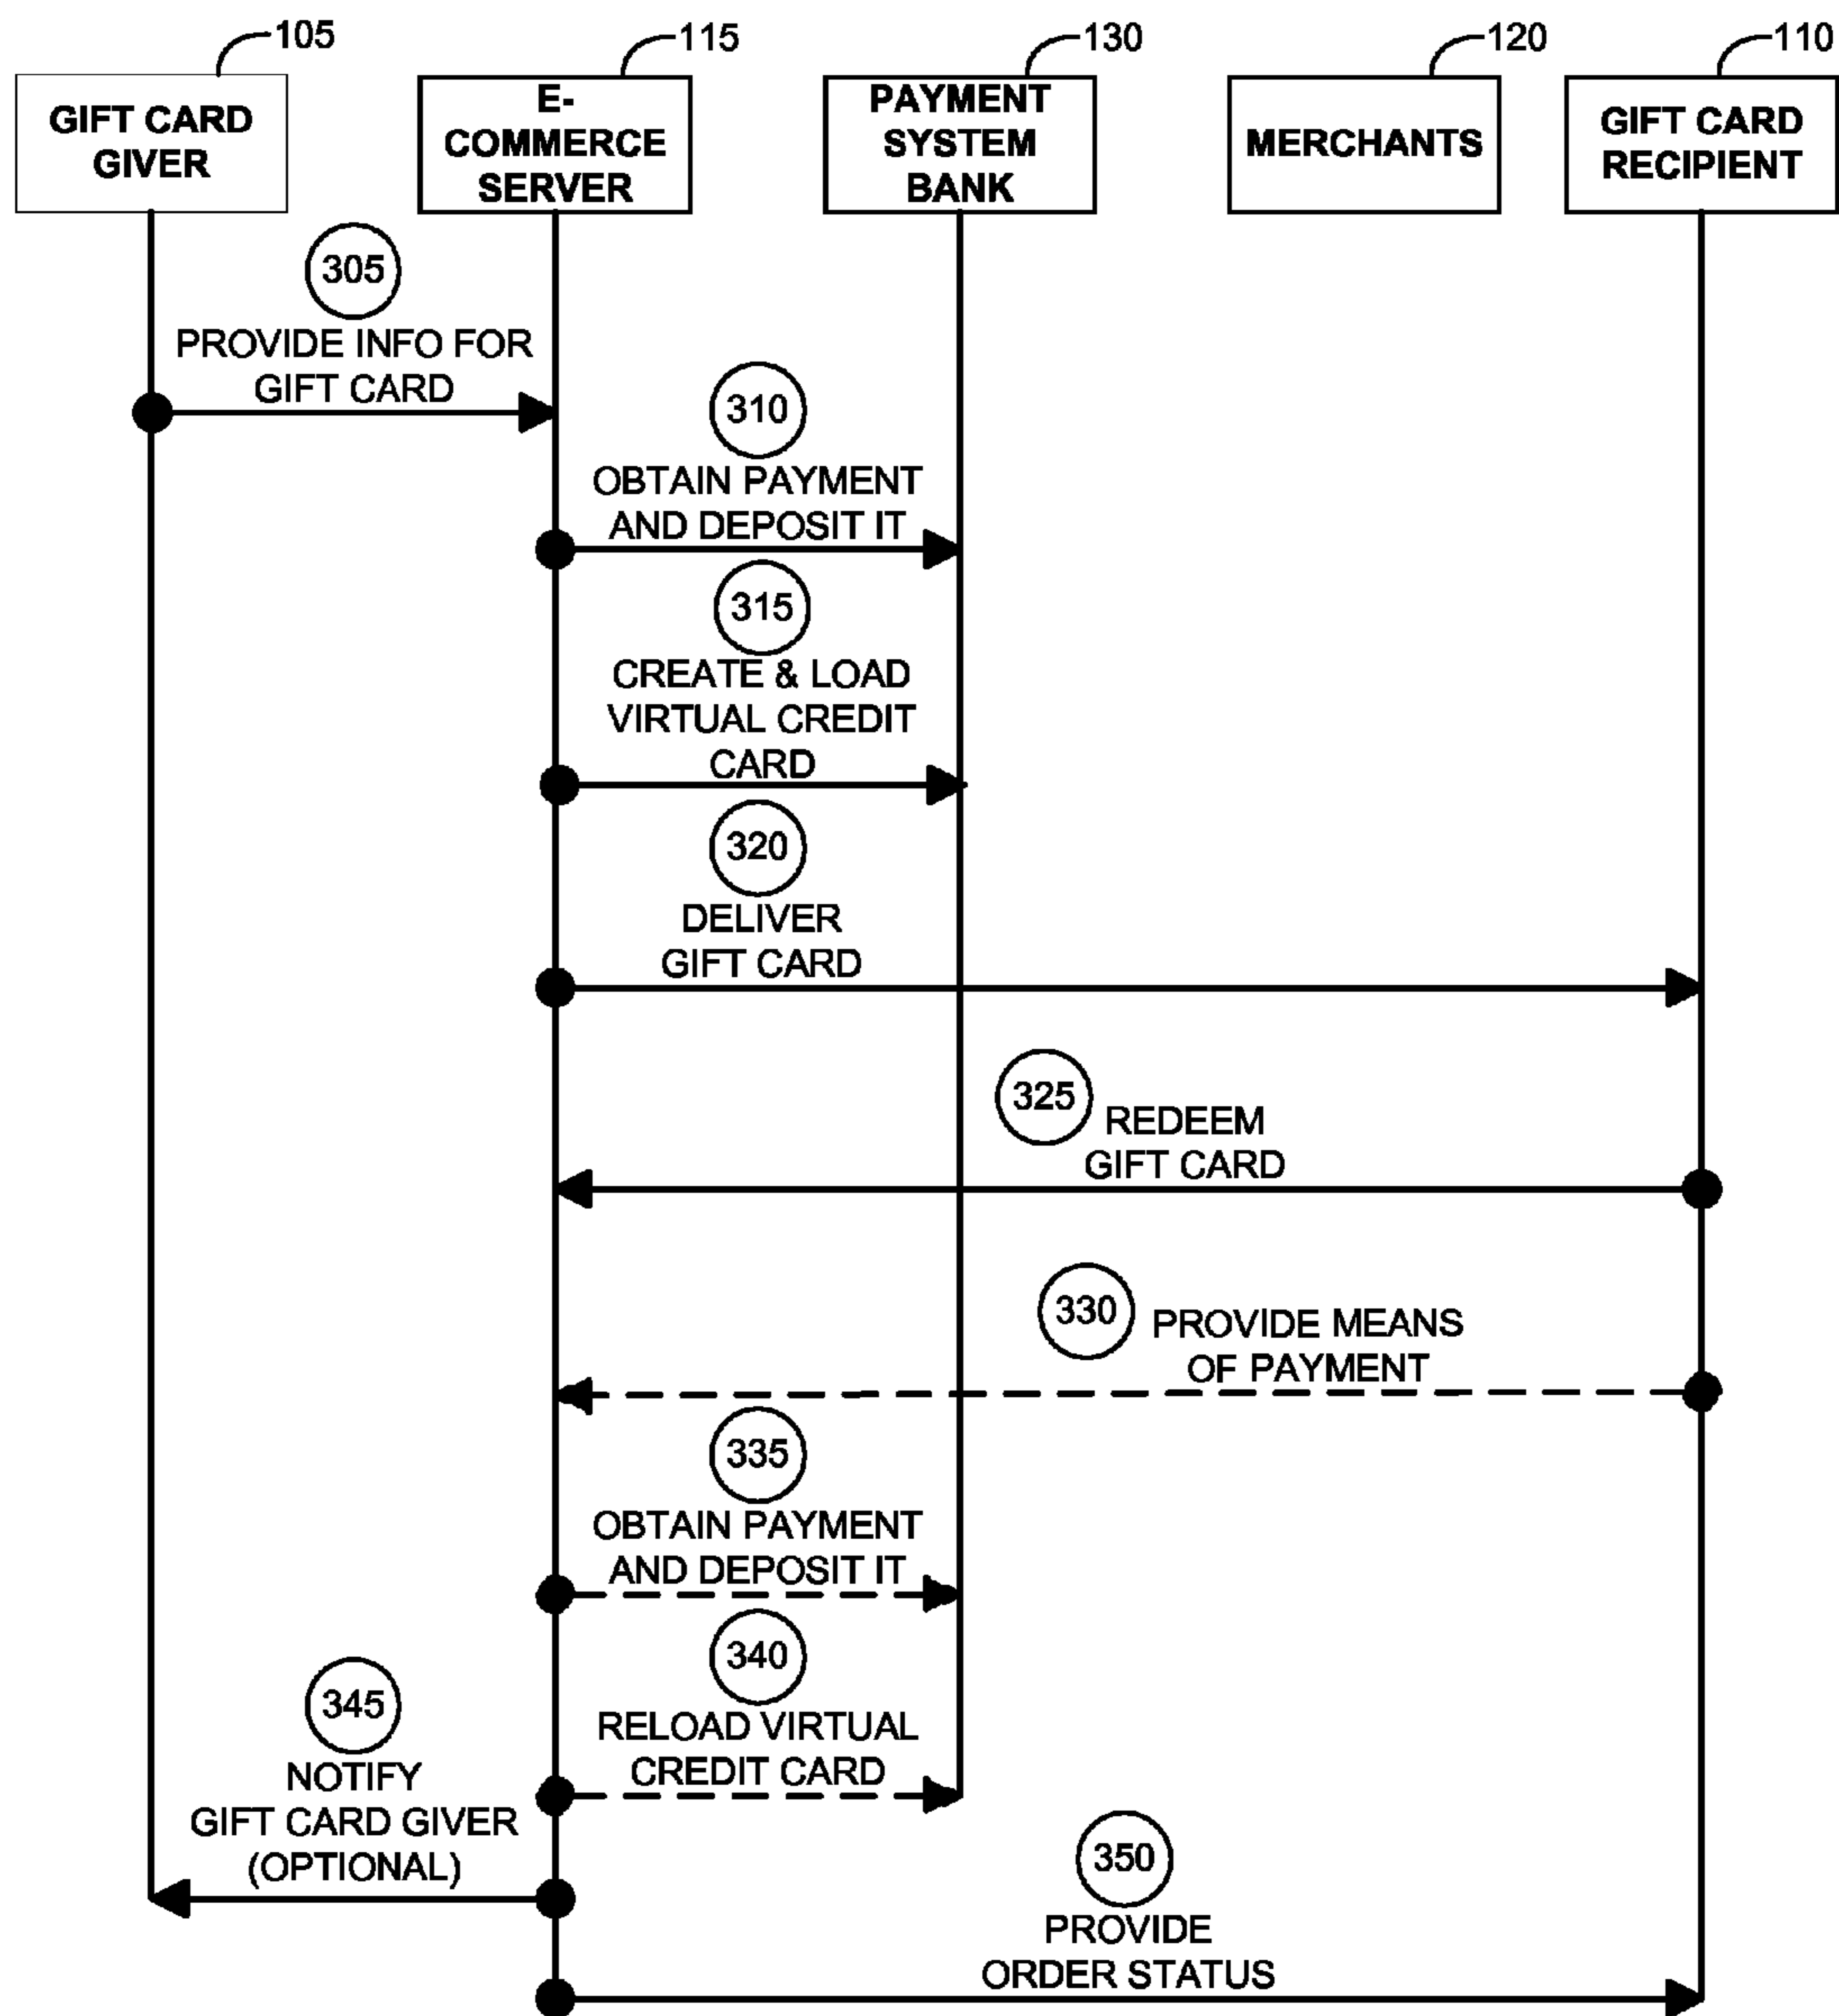 105
115
130
120
110
GIFT CARD
GIVER
E-
COMMERCE
SERVER
PAYMENT
SYSTEM
BANK
MERCHANTS
GIFT CARD
RECIPIENT
305
PROVIDE INFO FOR
GIFT CARD
310
OBTAIN PAYMENT
AND DEPOSIT IT
315
CREATE & LOAD
VIRTUAL CREDIT
CARD
320
DELIVER
GIFT CARD
325
REDEEM
GIFT CARD
330
PROVIDE MEANS
OF PAYMENT
335
OBTAIN PAYMENT
AND DEPOSIT IT
340
RELOAD VIRTUAL
CREDIT CARD
345
NOTIFY
GIFT CARD GIVER
(OPTIONAL)
350
PROVIDE
ORDER STATUS